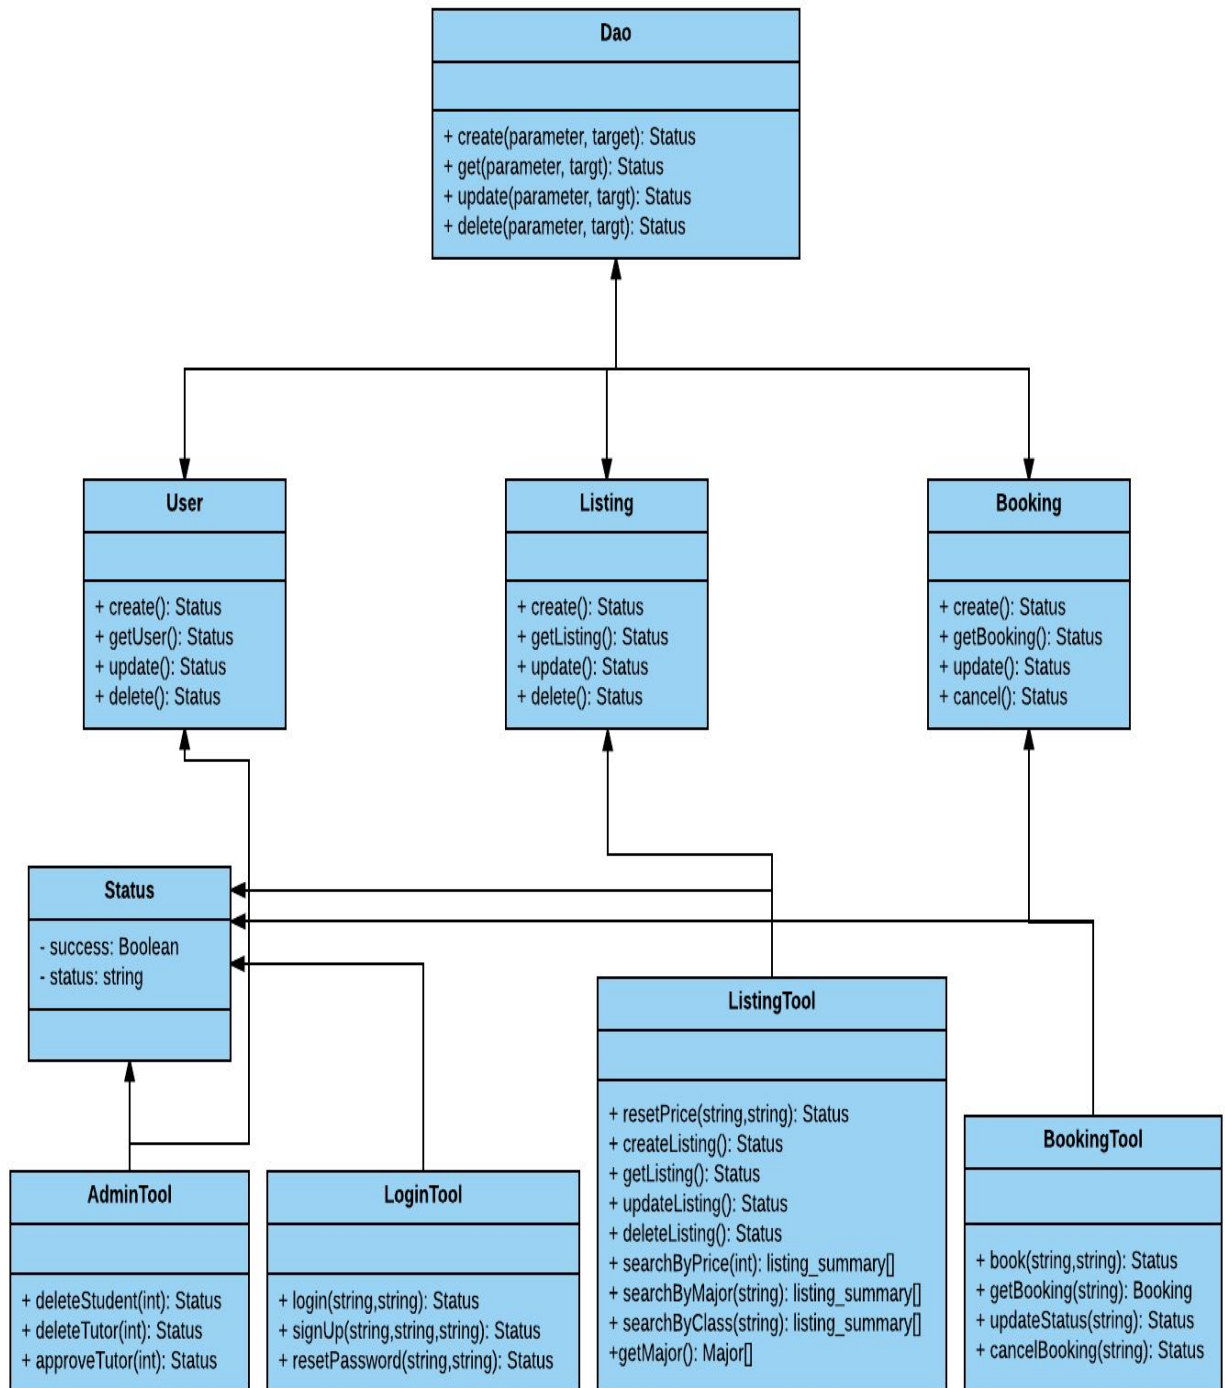 Dao
+ create(parameter, target): Status
+ get(parameter, targt): Status
+ update(parameter, targt): Status
+ delete(parameter, targt): Status
User
+ create(): Status
+ getUser(): Status
+ update(): Status
+ delete(): Status
Listing
+ create(): Status
+ getListing(): Status
+ update(): Status
+ delete(): Status
Booking
+ create(): Status
+ getBooking(): Status
+ update(): Status
+ cancel(): Status
Status
- success: Boolean
- status: string
AdminTool
+ deleteStudent(int): Status
+ deleteTutor(int): Status
+ approveTutor(int): Status
LoginTool
+ login(string,string): Status
+ signUp(string,string,string): Status
+ resetPassword(string,string): Status
ListingTool
+ resetPrice(string,string): Status
+ createListing(): Status
+ getListing(): Status
+ updateListing(): Status
+ deleteListing(): Status
+ searchByPrice(int): listing_summary[]
+ searchByMajor(string): listing_summary[]
+ searchByClass(string): listing_summary[]
+getMajor(): Major[]
BookingTool
+ book(string,string): Status
+ getBooking(string): Booking
+ updateStatus(string): Status
+ cancelBooking(string): Status